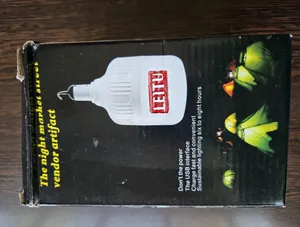 The night market street
vendor artifact
LEITU
Don't the power
The USB interface
Charge fast and convenient
Sustainable lighting six to eight hours